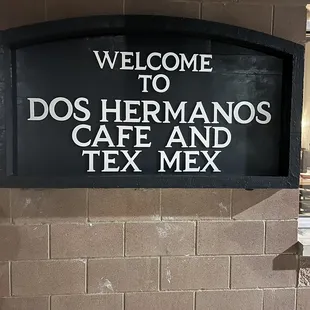 WELCOME
TO
DOS HERMANOS
CAFE AND
TEX MEX